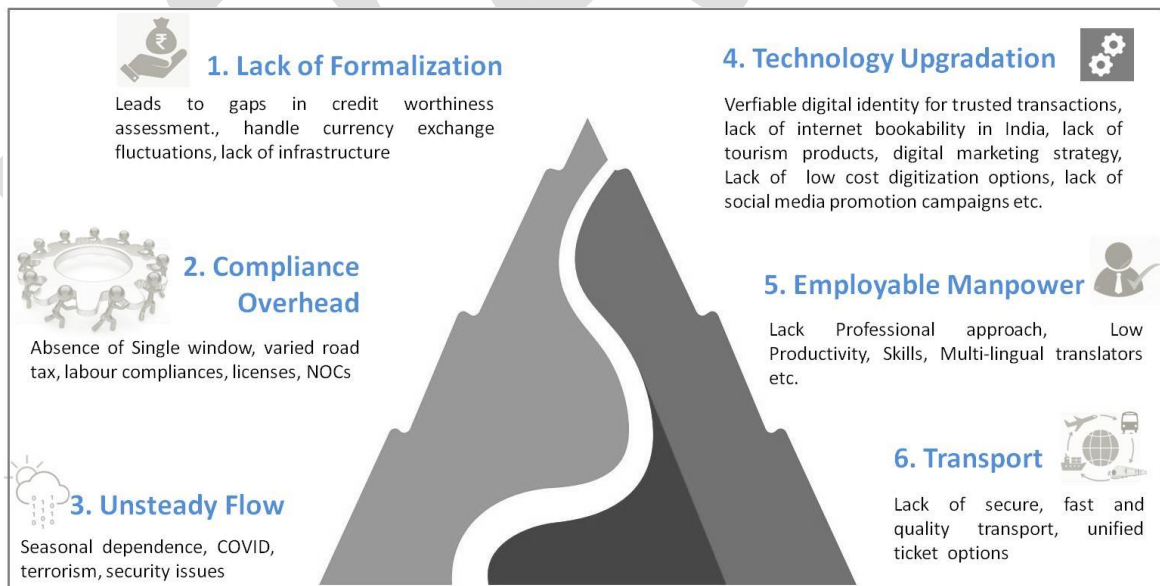 1. Lack of Formalization
Leads to gaps in credit worthiness
assessment., handle currency exchange
fluctuations, lack of infrastructure
2. Compliance
Overhead
Absence of Single window, varied road
tax, labour compliances, licenses, NOCs
3. Unsteady Flow
Seasonal dependence, COVID,
terrorism, security issues
4. Technology Upgradation
Verfiable digital identity for trusted transactions,
lack of internet bookability in India, lack of
tourism products, digital marketing strategy,
Lack of low cost digitization options, lack of
social media promotion campaigns etc.
5. Employable Manpower
Lack Professional approach, Low
Productivity, Skills, Multi-lingual translators
etc.
6. Transport
Lack of secure, fast and
quality transport, unified
ticket options